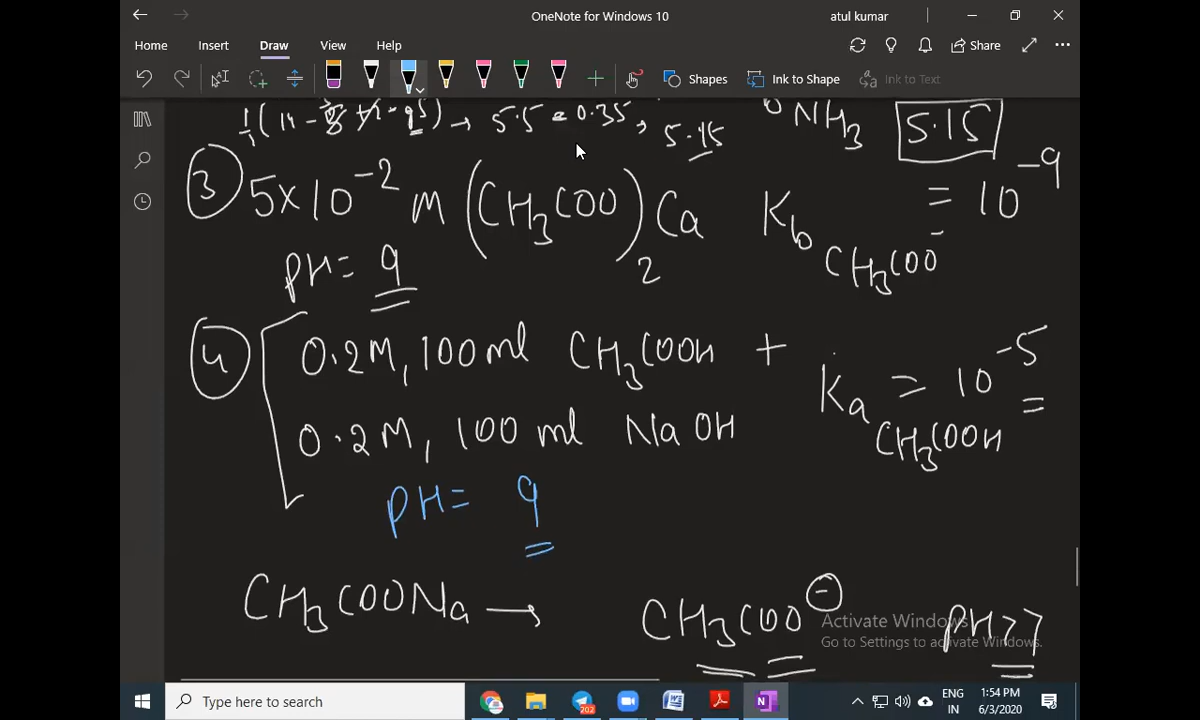 OneNote for Windows 10
atul kumar
Home Insert Draw View Help
Share
Shapes
Ink to Shape
Ink to Text
→ 5.5 - 0.35, 5.15
NH3 5.15
3 5×10^-2 M (CH3COO)2 Ca Kb CH3COO^- = 10^-9
pH = 9
4 0.2M, 100 ml CH3COOH +
Ka CH3COOH = 10^-5
0.2M, 100 ml NaOH
pH = 9
CH3COONa → CH3COO^- pH>7
Activate Windows
Go to Settings to activate Windows.
Type here to search
202
ENG
IN
1:54 PM
6/3/2020